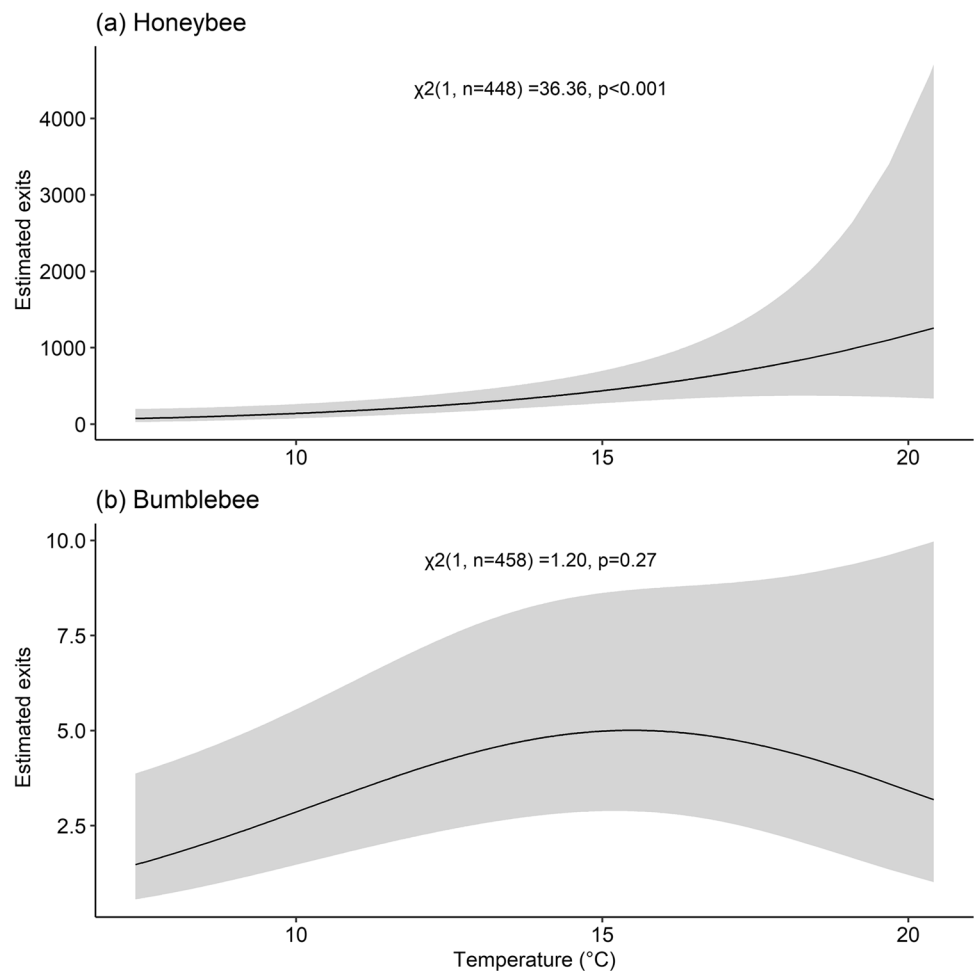 (a) Honeybee
χ2(1, n=448) =36.36, p<0.001
Estimated exits
4000
3000
2000
1000
0
10 15 20
(b) Bumblebee
χ2(1, n=458) =1.20, p=0.27
Estimated exits
10.0
7.5
5.0
2.5
10 15 20
Temperature (°C)